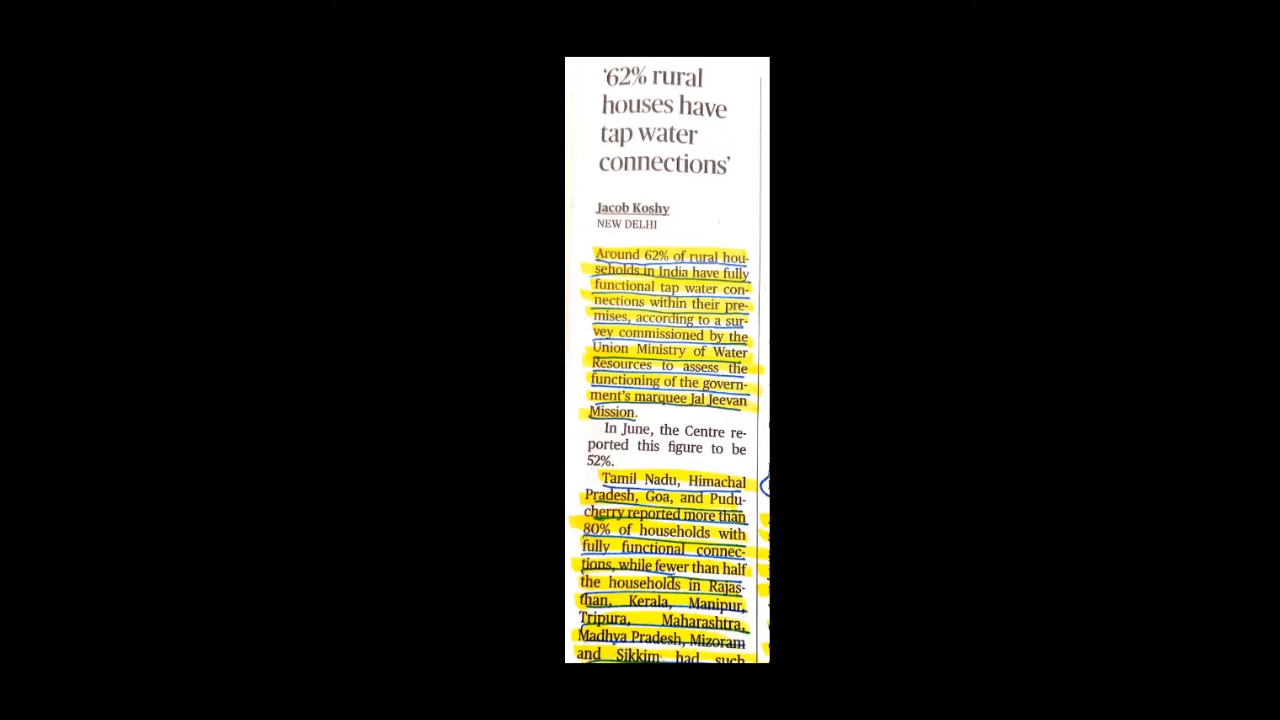 ‘62% rural
houses have
tap water
connections’
Jacob Koshy
NEW DELHI
Around 62% of rural hou-
seholds in India have fully
functional tap water con-
nections within their pre-
mises, according to a sur-
vey commissioned by the
Union Ministry of Water
Resources to assess the
functioning of the govern-
ment’s marquee Jal Jeevan
Mission.
In June, the Centre re-
ported this figure to be
52%.
Tamil Nadu, Himachal
Pradesh, Goa, and Pudu-
cherry reported more than
80% of households with
fully functional connec-
tions, while fewer than half
the households in Rajas-
than, Kerala, Manipur,
Tripura, Maharashtra,
Madhya Pradesh, Mizoram
and Sikkim had such